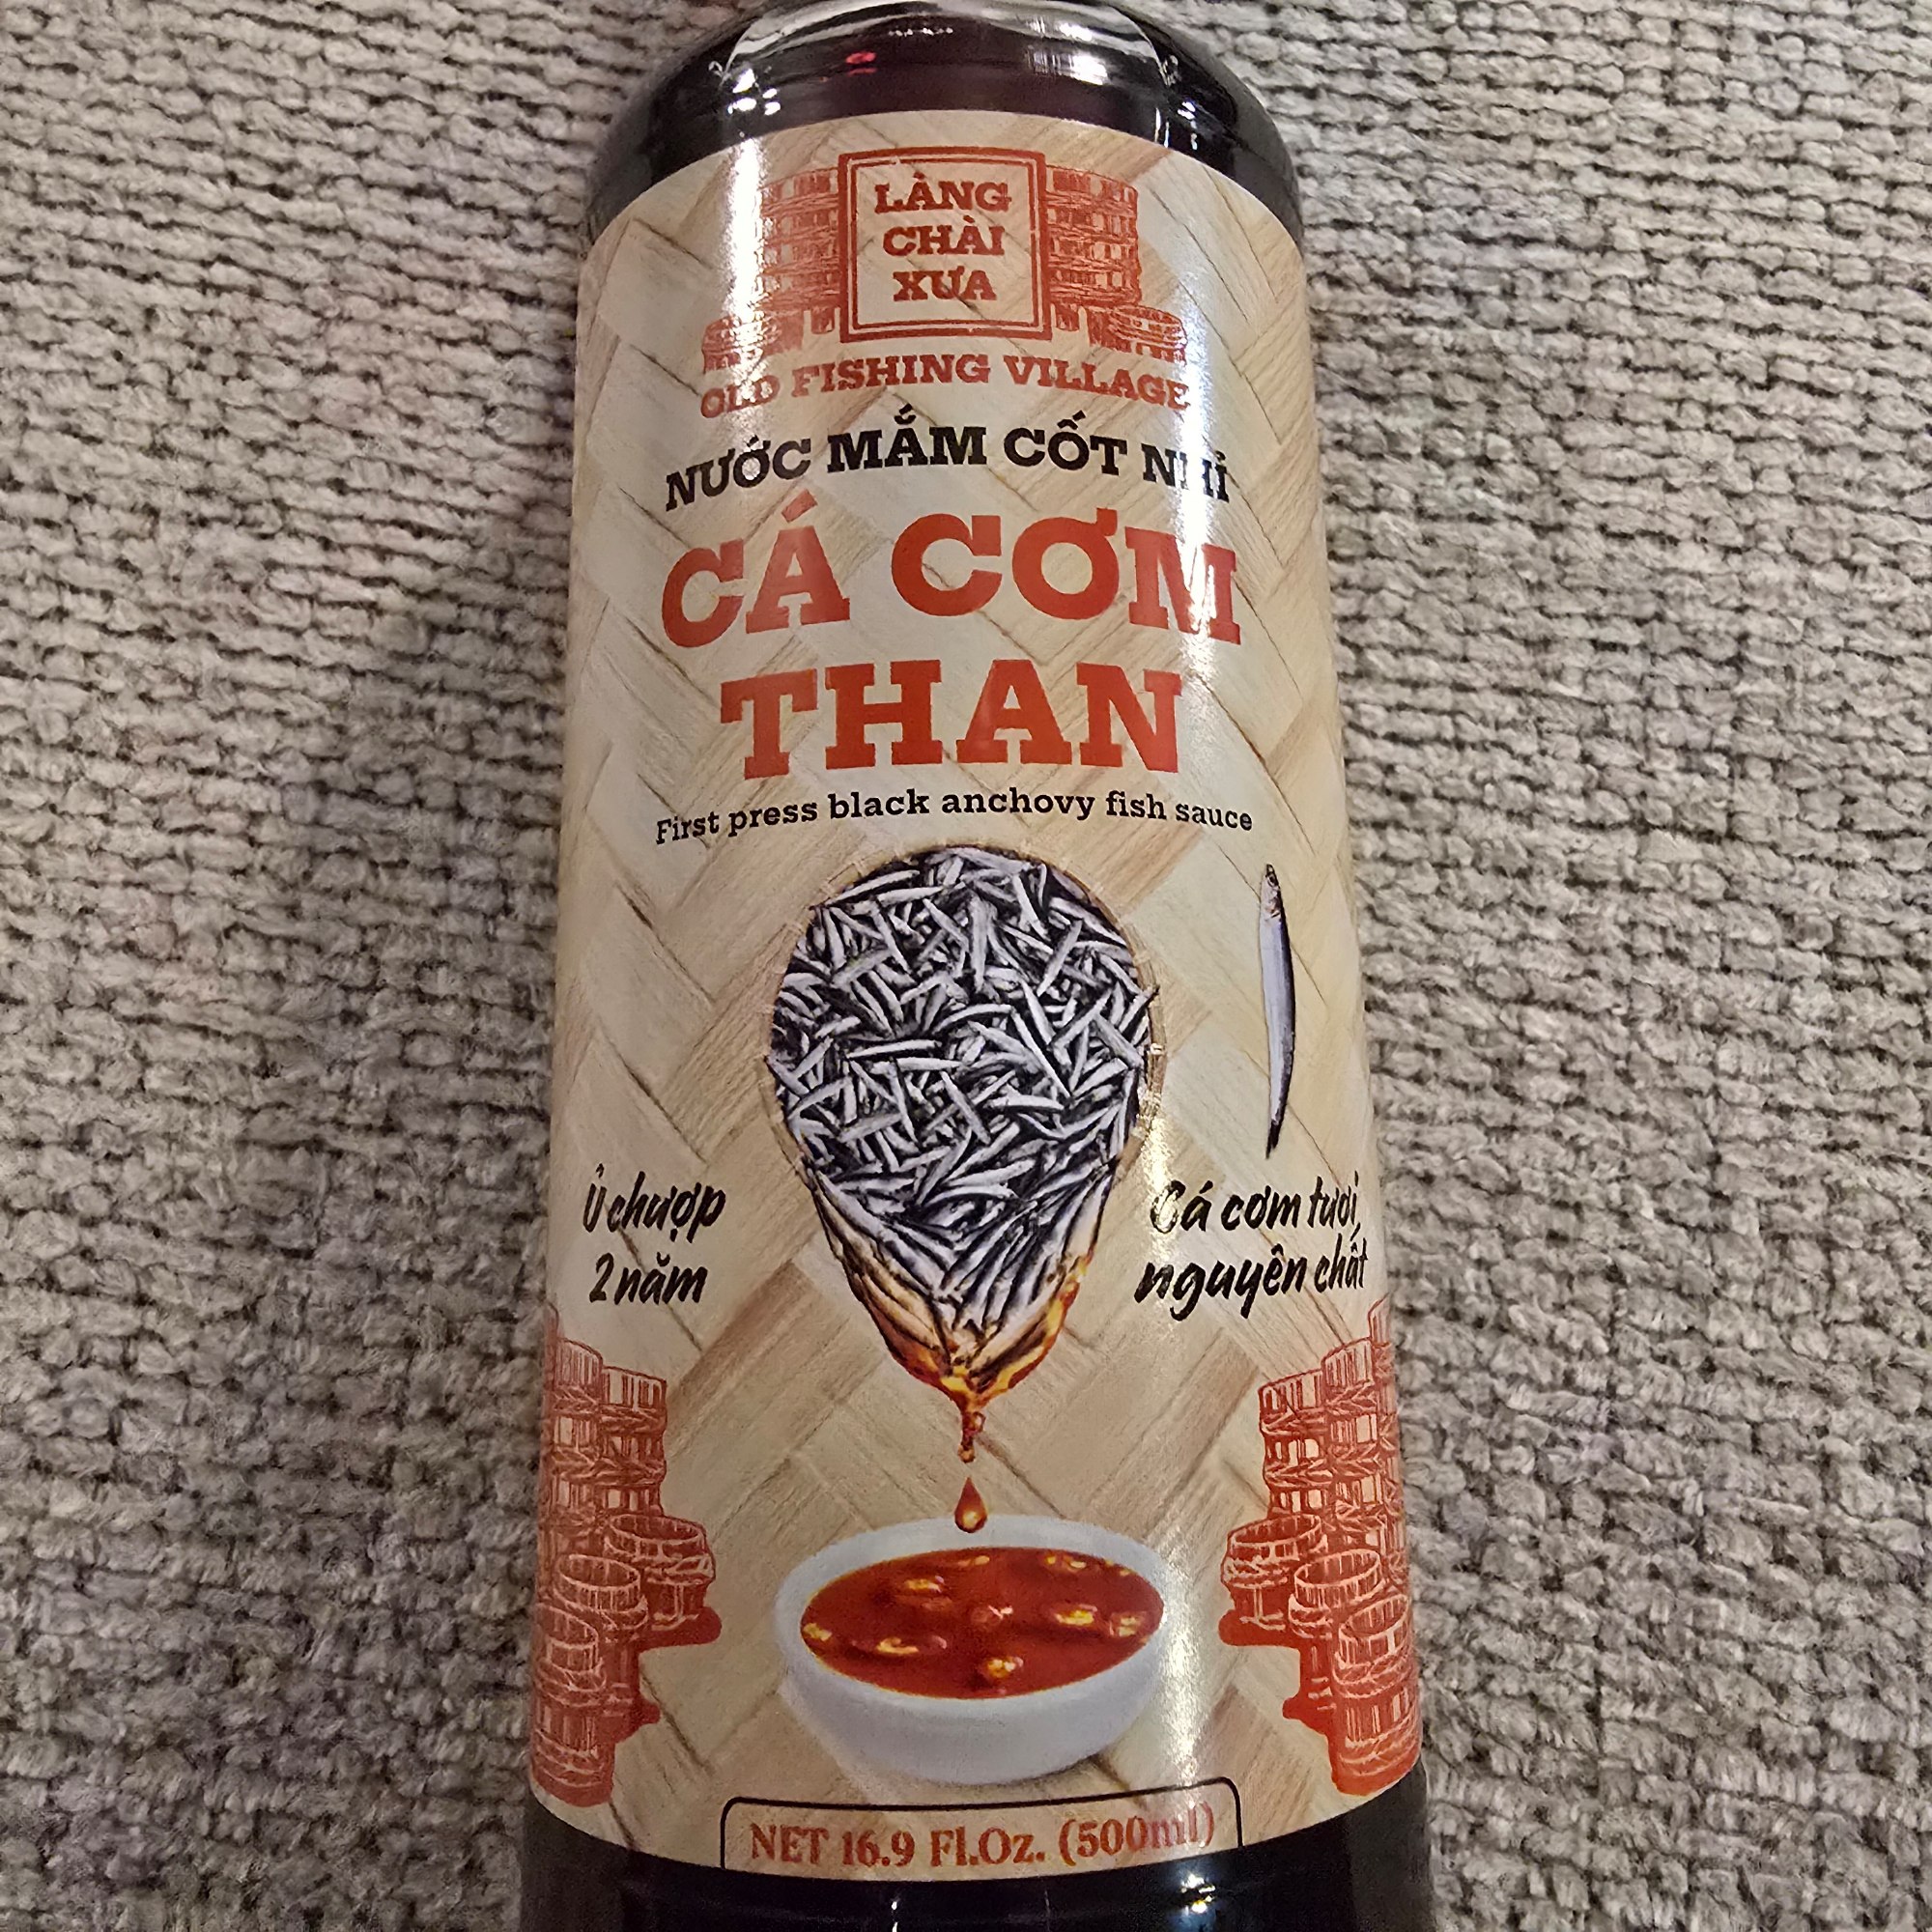 LÀNG
CHÀI
XƯA
OLD FISHING VILLAGE
NƯỚC MẮM CỐT NHỈ
CÁ CƠM
THAN
First press black anchovy fish sauce
Ủ chượp
2 năm
Cá cơm tươi,
nguyên chất
NET 16.9 Fl.Oz. (500ml)